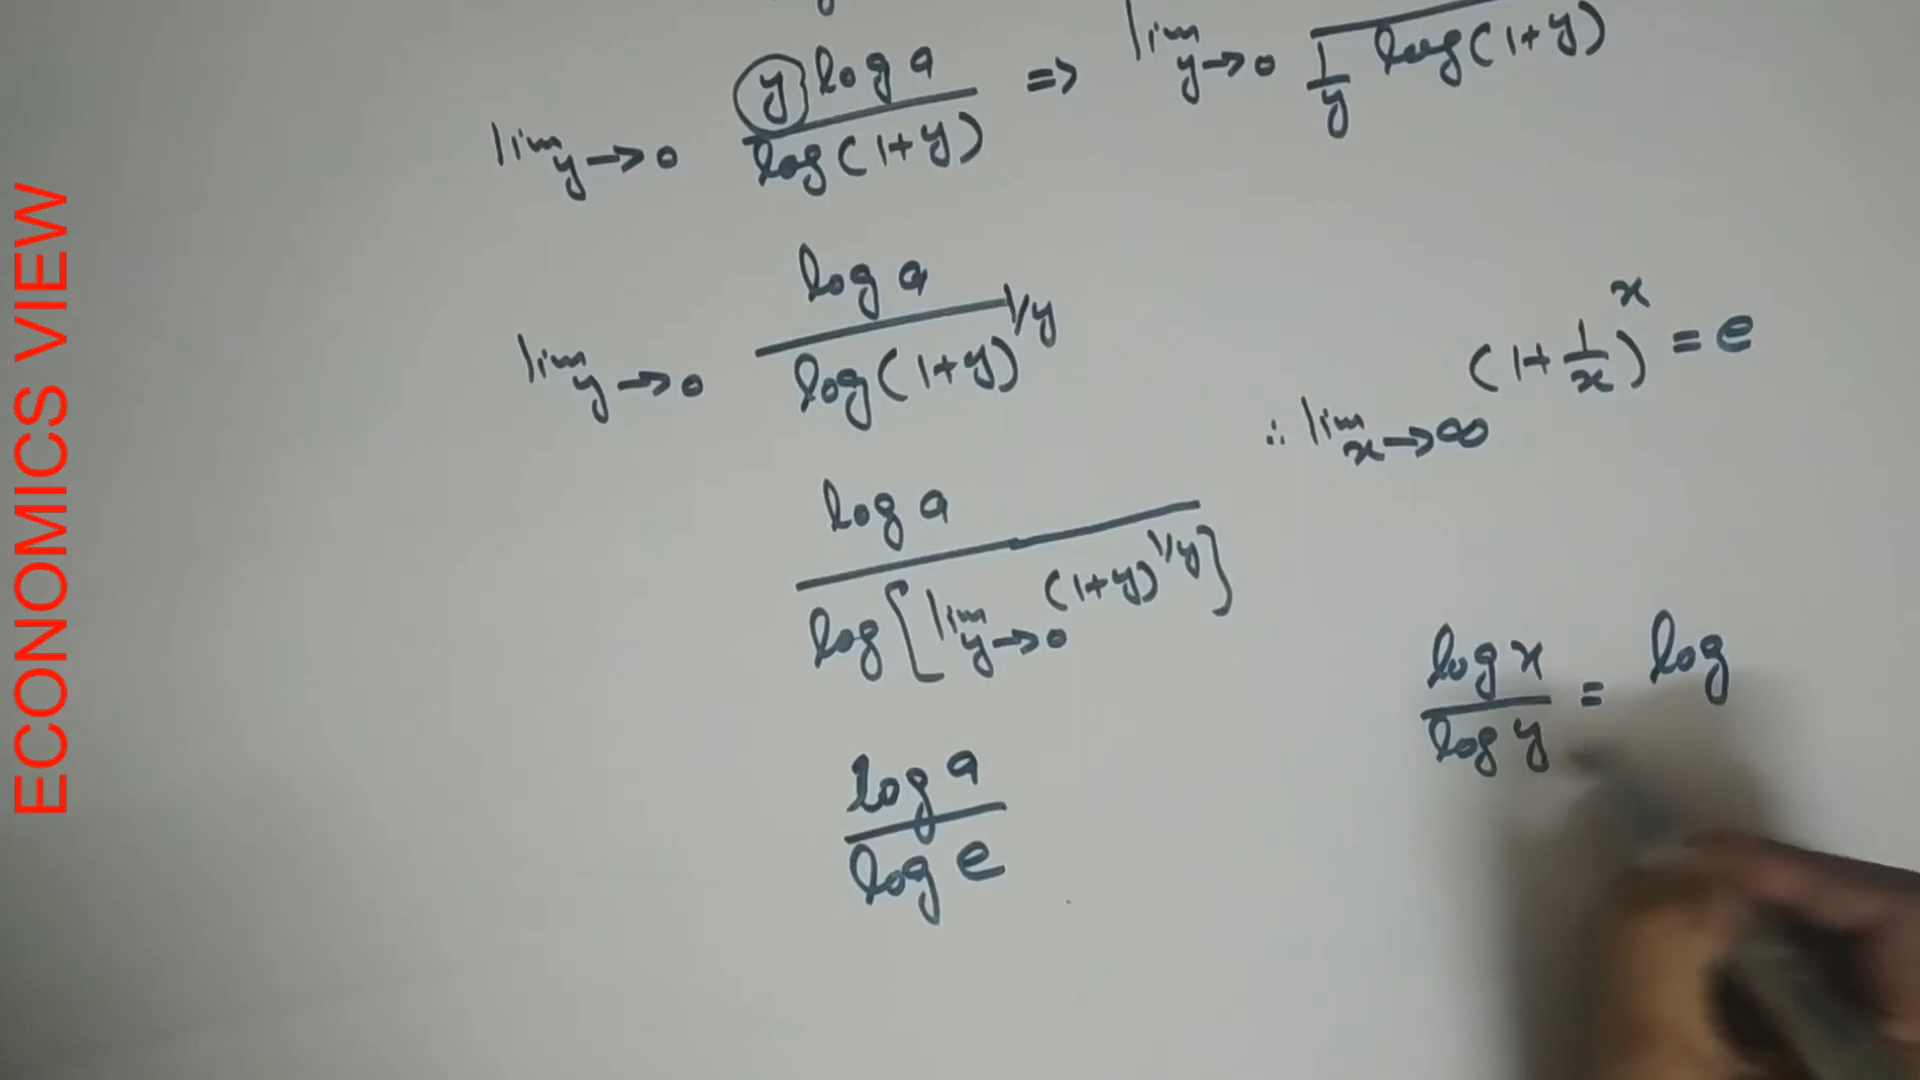 lim y→0 y log a / log(1+y) => lim y→0 / 1/y log(1+y)
lim y→0 log a / log(1+y)^1/y
(1+1/x)^x = e
∴ lim x→∞
log a / log[lim y→0 (1+y)^1/y]
log x / log y = log
log a / log e
ECONOMICS VIEW